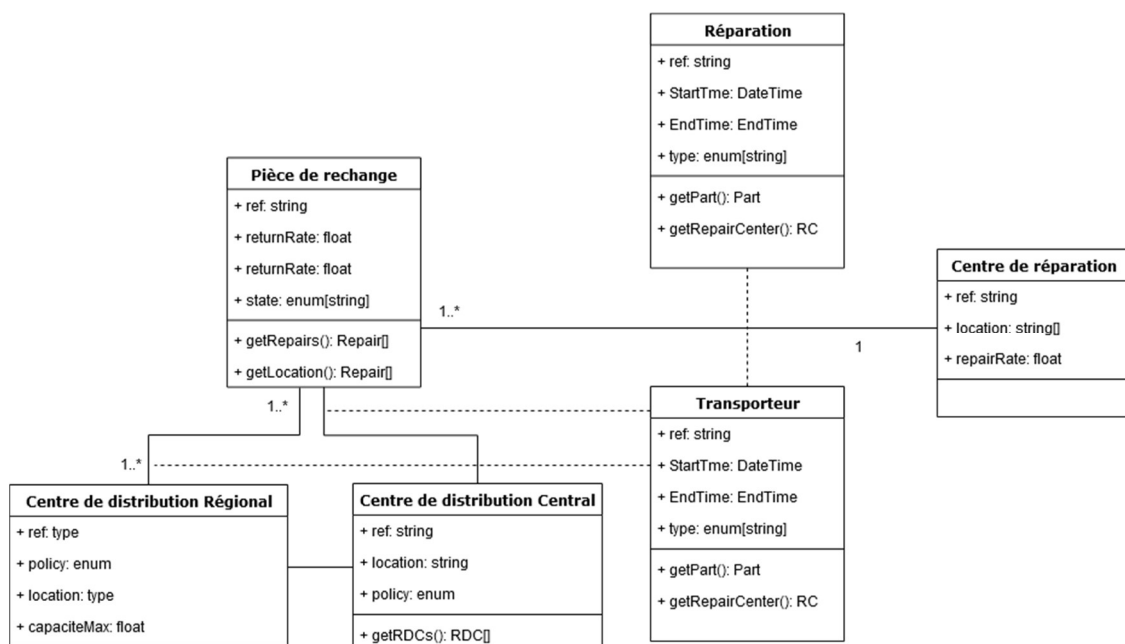 Réparation
+ ref: string
+ StartTme: DateTime
+ EndTime: EndTime
+ type: enum[string]
+ getPart(): Part
+ getRepairCenter(): RC
Pièce de rechange
+ ref: string
+ returnRate: float
+ returnRate: float
+ state: enum[string]
+ getRepairs(): Repair[]
+ getLocation(): Repair[]
1..*
1
Centre de réparation
+ ref: string
+ location: string[]
+ repairRate: float
1..*
1..*
Transporteur
+ ref: string
+ StartTme: DateTime
+ EndTime: EndTime
+ type: enum[string]
+ getPart(): Part
+ getRepairCenter(): RC
Centre de distribution Régional
+ ref: type
+ policy: enum
+ location: type
+ capaciteMax: float
Centre de distribution Central
+ ref: string
+ location: string
+ policy: enum
+ getRDCs(): RDC[]